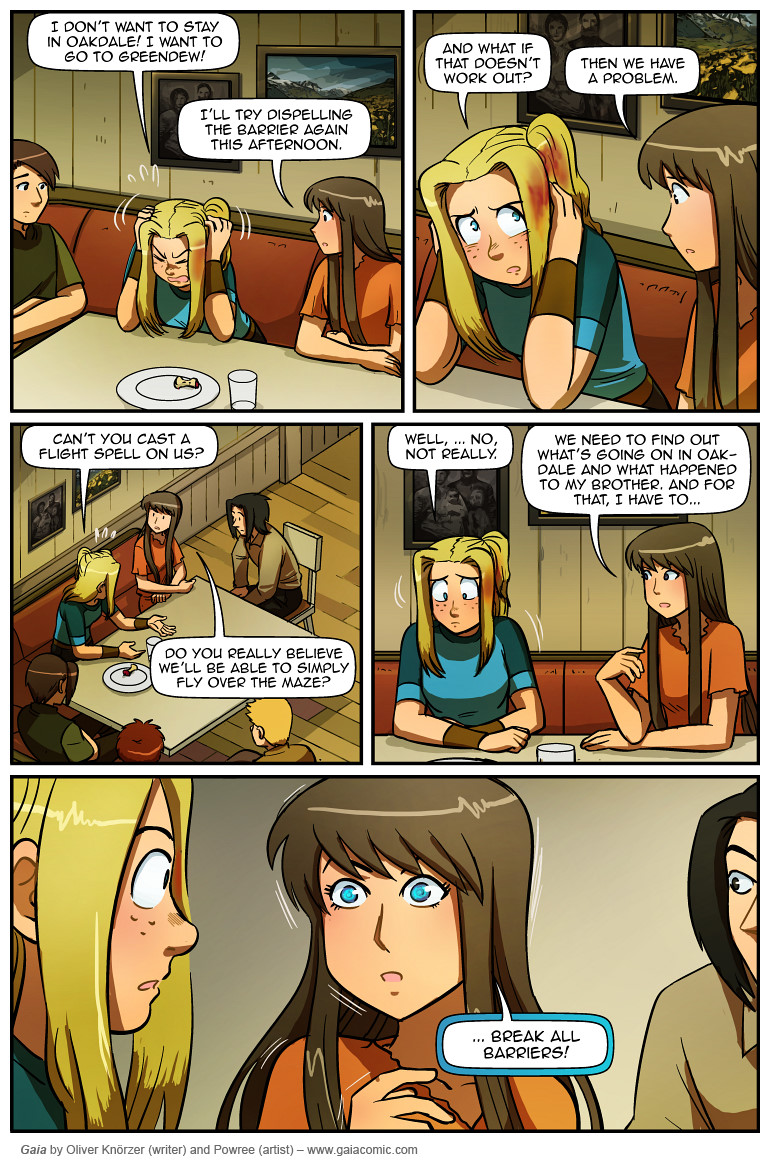 I DON'T WANT TO STAY
IN OAKDALE! I WANT TO
GO TO GREENDEW!
I'LL TRY DISPELLING
THE BARRIER AGAIN
THIS AFTERNOON.
AND WHAT IF
THAT DOESN'T
WORK OUT?
THEN WE HAVE
A PROBLEM.
CAN'T YOU CAST A
FLIGHT SPELL ON US?
DO YOU REALLY BELIEVE
WE'LL BE ABLE TO SIMPLY
FLY OVER THE MAZE?
WELL, ... NO,
NOT REALLY.
WE NEED TO FIND OUT
WHAT'S GOING ON IN OAK-
DALE AND WHAT HAPPENED
TO MY BROTHER. AND FOR
THAT, I HAVE TO...
... BREAK ALL
BARRIERS!
Gaia by Oliver Knörzer (writer) and Powree (artist) – www.gaiacomic.com